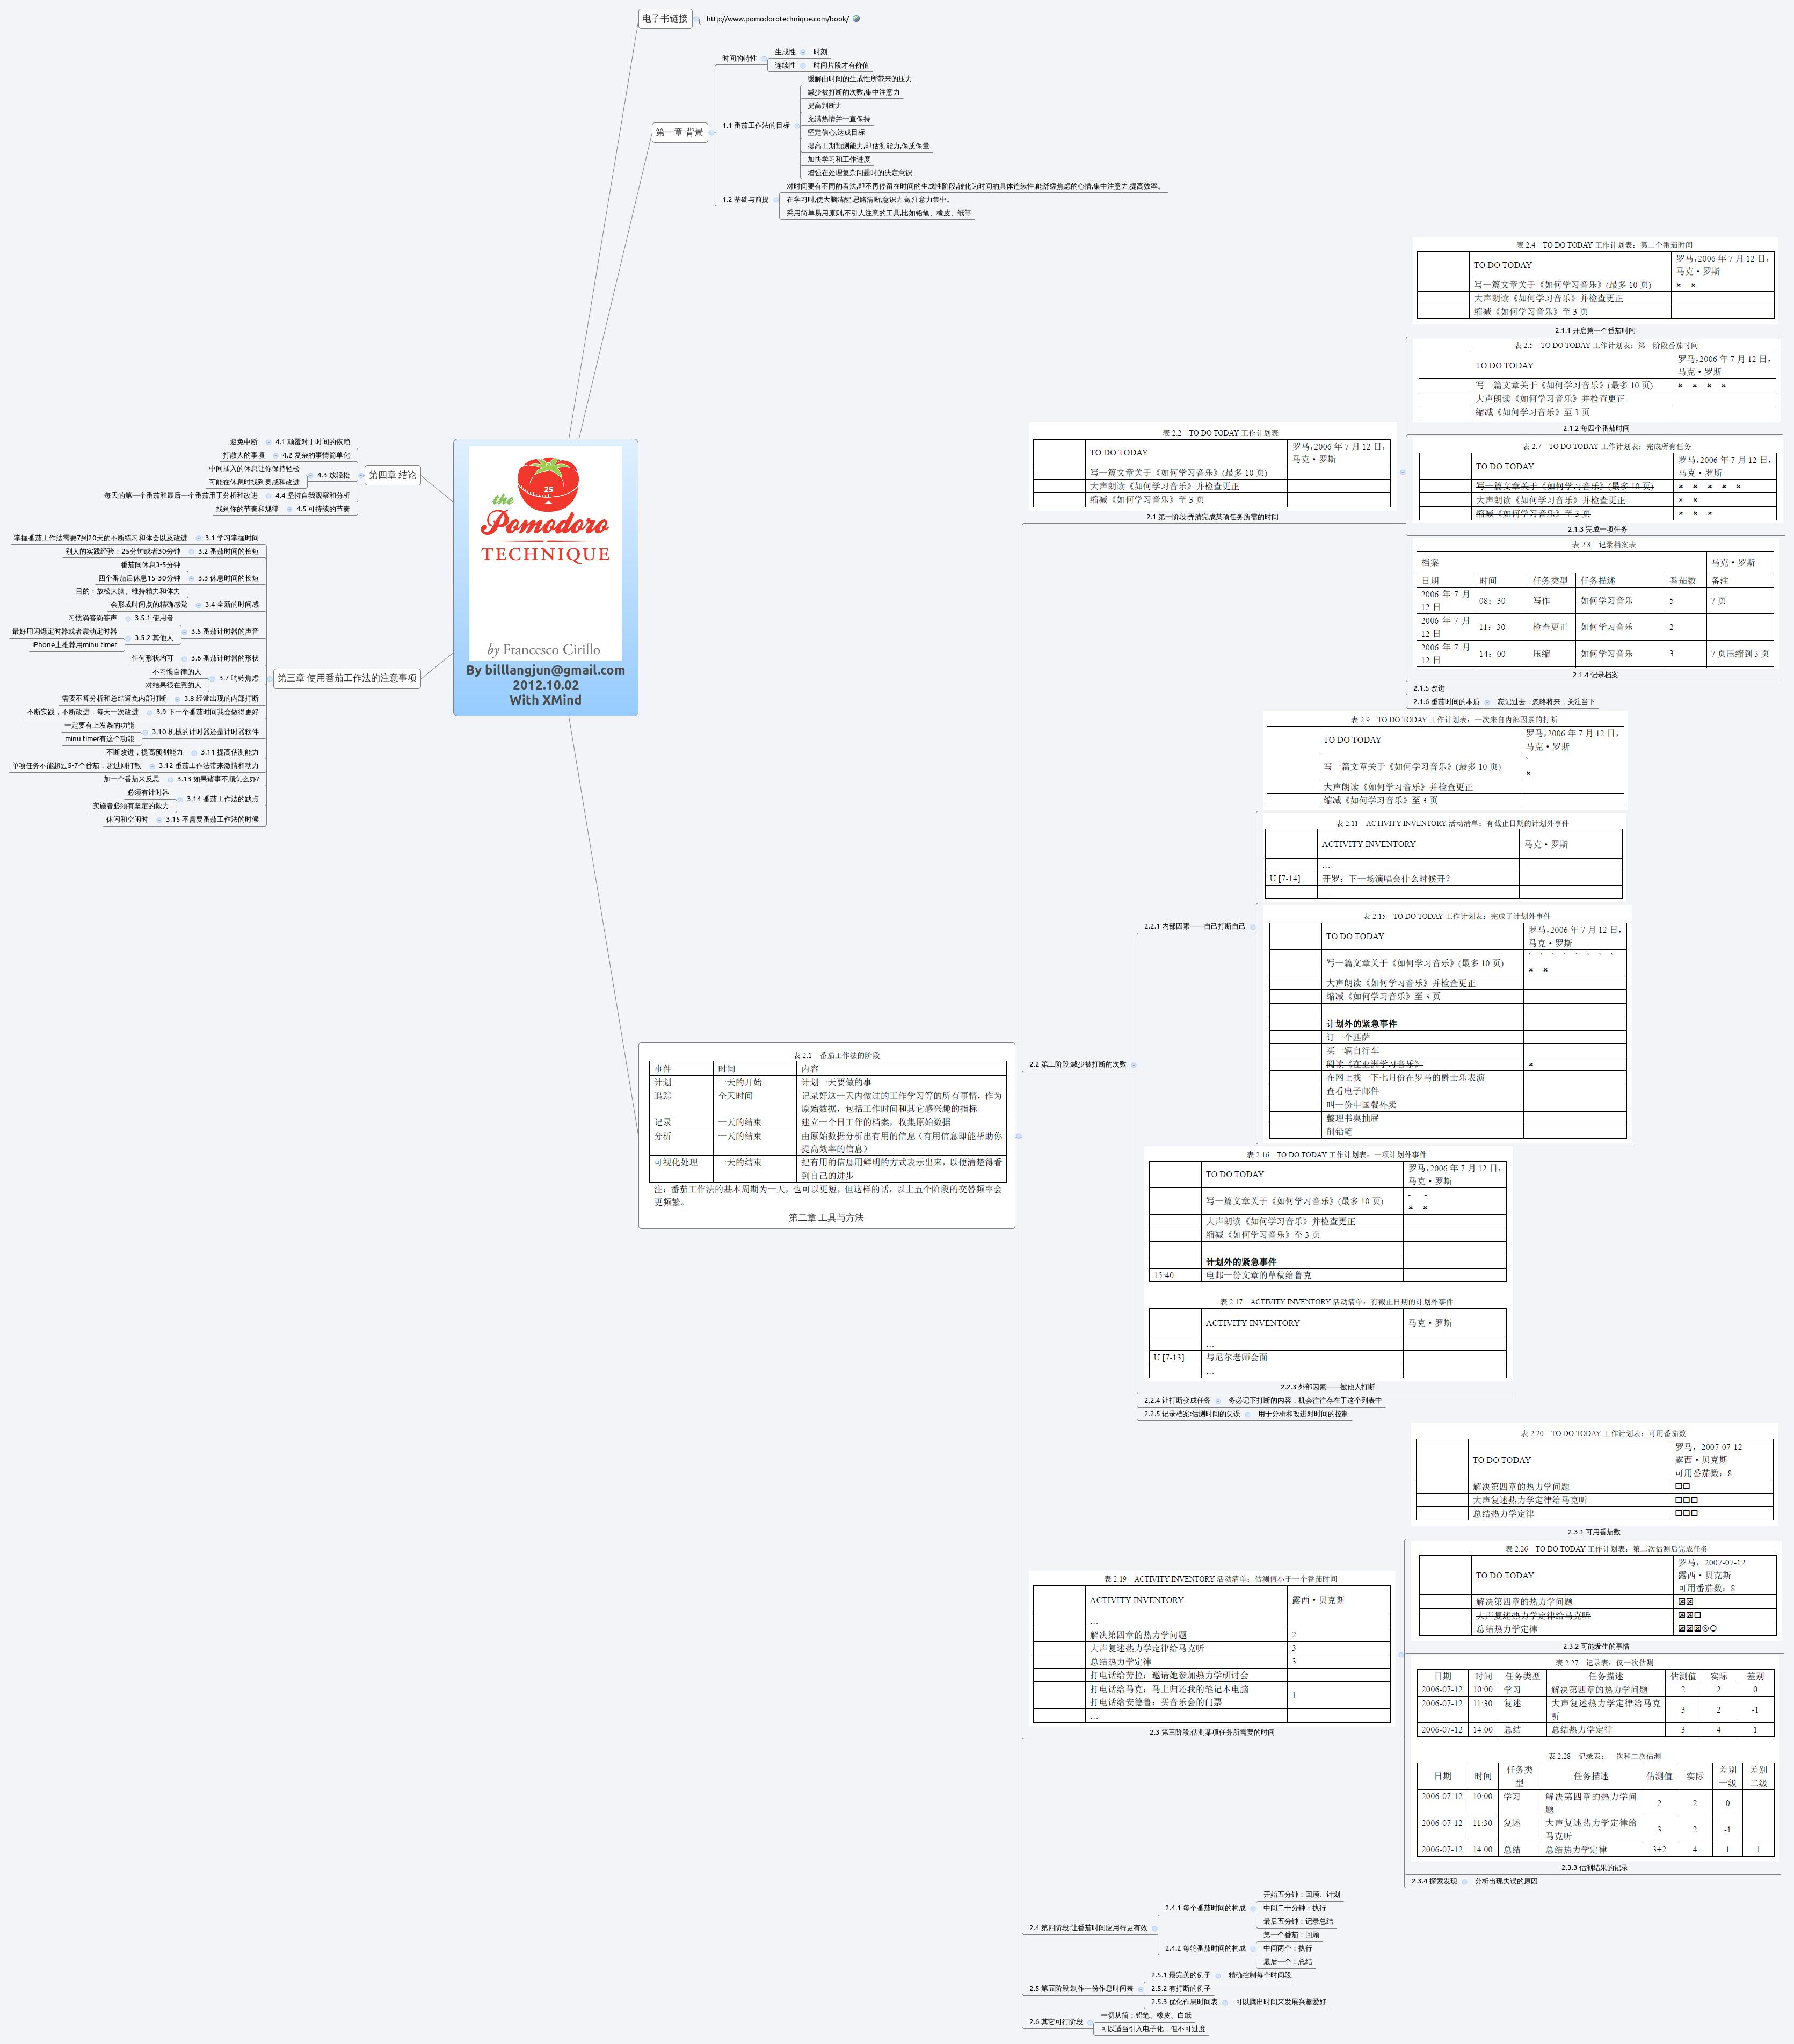 电子书链接
http://www.pomodorotechnique.com/book/
第一章 背景
时间的特性
生成性
时刻
连续性
时间片段才有价值
1.1 番茄工作法的目标
缓解由时间的生成性所带来的压力
减少被打断的次数,集中注意力
提高判断力
充满热情并一直保持
坚定信心,达成目标
提高工期预测能力,即估测能力,保质保量
加快学习和工作进度
增强在处理复杂问题时的决定意识
1.2 基础与前提
对时间要有不同的看法,即不再停留在时间的生成性阶段,转化为时间的具体连续性,能舒缓焦虑的心情,集中注意力,提高效率。
在学习时,使大脑清醒,思路清晰,意识力高,注意力集中。
采用简单易用原则,不引人注意的工具,比如铅笔、橡皮、纸等
the
25
Pomodoro
TECHNIQUE
by Francesco Cirillo
By billlangjun@gmail.com
2012.10.02
With XMind
第四章 结论
避免中断 4.1 颠覆对于时间的依赖
打散大的事项 4.2 复杂的事情简单化
中间插入的休息让你保持轻松
4.3 放轻松
可能在休息时找到灵感和改进
每天的第一个番茄和最后一个番茄用于分析和改进 4.4 坚持自我观察和分析
找到你的节奏和规律 4.5 可持续的节奏
第三章 使用番茄工作法的注意事项
掌握番茄工作法需要7到20天的不断练习和体会以及改进 3.1 学习掌握时间
别人的实践经验：25分钟或者30分钟 3.2 番茄时间的长短
番茄间休息3-5分钟
四个番茄后休息15-30分钟 3.3 休息时间的长短
目的：放松大脑、维持精力和体力
会形成时间点的精确感觉 3.4 全新的时间感
习惯滴答滴答声 3.5.1 使用者
3.5 番茄计时器的声音
最好用闪烁定时器或者震动定时器
3.5.2 其他人
iPhone上推荐用minu timer
任何形状均可 3.6 番茄计时器的形状
不习惯自律的人
3.7 响铃焦虑
对结果很在意的人
需要不算分析和总结避免内部打断 3.8 经常出现的内部打断
不断实践，不断改进，每天一次改进 3.9 下一个番茄时间我会做得更好
一定要有上发条的功能
3.10 机械的计时器还是计时器软件
minu timer有这个功能
不断改进，提高预测能力 3.11 提高估测能力
单项任务不能超过5-7个番茄，超过则打散 3.12 番茄工作法带来激情和动力
加一个番茄来反思 3.13 如果诸事不顺怎么办?
必须有计时器
3.14 番茄工作法的缺点
实施者必须有坚定的毅力
休闲和空闲时 3.15 不需要番茄工作法的时候
表 2.1 番茄工作法的阶段
事件 时间 内容
计划 一天的开始 计划一天要做的事
追踪 全天时间 记录好这一天内做过的工作学习等的所有事情，作为
原始数据，包括工作时间和其它感兴趣的指标
记录 一天的结束 建立一个日工作的档案，收集原始数据
分析 一天的结束 由原始数据分析出有用的信息（有用信息即能帮助你
提高效率的信息）
可视化处理 一天的结束 把有用的信息用鲜明的方式表示出来，以便清楚得看
到自己的进步
注：番茄工作法的基本周期为一天，也可以更短，但这样的话，以上五个阶段的交替频率会
更频繁。
第二章 工具与方法
表 2.2 TO DO TODAY 工作计划表
TO DO TODAY 罗马,2006 年 7 月 12 日，
马克·罗斯
写一篇文章关于《如何学习音乐》(最多 10 页)
大声朗读《如何学习音乐》并检查更正
缩减《如何学习音乐》至 3 页
2.1 第一阶段:弄清完成某项任务所需的时间
表 2.4 TO DO TODAY 工作计划表：第二个番茄时间
TO DO TODAY 罗马,2006 年 7 月 12 日，
马克·罗斯
写一篇文章关于《如何学习音乐》(最多 10 页) × ×
大声朗读《如何学习音乐》并检查更正
缩减《如何学习音乐》至 3 页
2.1.1 开启第一个番茄时间
表 2.5 TO DO TODAY 工作计划表：第一阶段番茄时间
TO DO TODAY 罗马,2006 年 7 月 12 日，
马克·罗斯
写一篇文章关于《如何学习音乐》(最多 10 页) × × × ×
大声朗读《如何学习音乐》并检查更正
缩减《如何学习音乐》至 3 页
2.1.2 每四个番茄时间
表 2.7 TO DO TODAY 工作计划表：完成所有任务
TO DO TODAY 罗马,2006 年 7 月 12 日，
马克·罗斯
写一篇文章关于《如何学习音乐》(最多 10 页) × × × × ×
大声朗读《如何学习音乐》并检查更正 × ×
缩减《如何学习音乐》至 3 页 × × ×
2.1.3 完成一项任务
表 2.8 记录档案表
档案 马克·罗斯
日期 时间 任务类型 任务描述 番茄数 备注
2006 年 7 月 12 日 08：30 写作 如何学习音乐 5 7 页
2006 年 7 月 12 日 11：30 检查更正 如何学习音乐 2
2006 年 7 月 12 日 14：00 压缩 如何学习音乐 3 7 页压缩到 3 页
2.1.4 记录档案
2.1.5 改进
2.1.6 番茄时间的本质 忘记过去，忽略将来，关注当下
2.2 第二阶段:减少被打断的次数
2.2.1 内部因素——自己打断自己
表 2.9 TO DO TODAY 工作计划表：一次来自内部因素的打断
TO DO TODAY 罗马,2006 年 7 月 12 日，
马克·罗斯
写一篇文章关于《如何学习音乐》(最多 10 页) '
×
大声朗读《如何学习音乐》并检查更正
缩减《如何学习音乐》至 3 页
表 2.11 ACTIVITY INVENTORY 活动清单：有截止日期的计划外事件
ACTIVITY INVENTORY 马克·罗斯
…
U [7-14] 开罗：下一场演唱会什么时候开?
…
表 2.15 TO DO TODAY 工作计划表：完成了计划外事件
TO DO TODAY 罗马,2006 年 7 月 12 日，
马克·罗斯
写一篇文章关于《如何学习音乐》(最多 10 页) ' ' ' ' ' ' ' '
× ×
大声朗读《如何学习音乐》并检查更正
缩减《如何学习音乐》至 3 页
计划外的紧急事件
订一个匹萨
买一辆自行车
阅读《在亚洲学习音乐》 ×
在网上找一下七月份在罗马的爵士乐表演
查看电子邮件
叫一份中国餐外卖
整理书桌抽屉
削铅笔
表 2.16 TO DO TODAY 工作计划表：一项计划外事件
TO DO TODAY 罗马,2006 年 7 月 12 日，
马克·罗斯
写一篇文章关于《如何学习音乐》(最多 10 页) - -
× ×
大声朗读《如何学习音乐》并检查更正
缩减《如何学习音乐》至 3 页
计划外的紧急事件
15:40 电邮一份文章的草稿给鲁克
表 2.17 ACTIVITY INVENTORY 活动清单：有截止日期的计划外事件
ACTIVITY INVENTORY 马克·罗斯
…
U [7-13] 与尼尔老师会面
…
2.2.3 外部因素——被他人打断
2.2.4 让打断变成任务 务必记下打断的内容，机会往往存在于这个列表中
2.2.5 记录档案:估测时间的失误 用于分析和改进对时间的控制
表 2.19 ACTIVITY INVENTORY 活动清单：估测值小于一个番茄时间
ACTIVITY INVENTORY 露西·贝克斯
…
解决第四章的热力学问题 2
大声复述热力学定律给马克听 3
总结热力学定律 3
打电话给劳拉：邀请她参加热力学研讨会
打电话给马克：马上归还我的笔记本电脑
打电话给安德鲁：买音乐会的门票 1
…
2.3 第三阶段:估测某项任务所需要的时间
表 2.20 TO DO TODAY 工作计划表：可用番茄数
TO DO TODAY 罗马，2007-07-12
露西·贝克斯
可用番茄数：8
解决第四章的热力学问题 □□
大声复述热力学定律给马克听 □□□
总结热力学定律 □□□
2.3.1 可用番茄数
表 2.26 TO DO TODAY 工作计划表：第二次估测后完成任务
TO DO TODAY 罗马，2007-07-12
露西·贝克斯
可用番茄数：8
解决第四章的热力学问题 ☒☒
大声复述热力学定律给马克听 ☒☒□
总结热力学定律 ☒☒☒⊗○
2.3.2 可能发生的事情
表 2.27 记录表：仅一次估测
日期 时间 任务类型 任务描述 估测值 实际 差别
2006-07-12 10:00 学习 解决第四章的热力学问题 2 2 0
2006-07-12 11:30 复述 大声复述热力学定律给马克听 3 2 -1
2006-07-12 14:00 总结 总结热力学定律 3 4 1
表 2.28 记录表：一次和二次估测
日期 时间 任务类型 任务描述 估测值 实际 差别一级 差别二级
2006-07-12 10:00 学习 解决第四章的热力学问题 2 2 0
2006-07-12 11:30 复述 大声复述热力学定律给马克听 3 2 -1
2006-07-12 14:00 总结 总结热力学定律 3+2 4 1 1
2.3.3 估测结果的记录
2.3.4 探索发现 分析出现失误的原因
2.4 第四阶段:让番茄时间应用得更有效
2.4.1 每个番茄时间的构成
开始五分钟：回顾、计划
中间二十分钟：执行
最后五分钟：记录总结
2.4.2 每轮番茄时间的构成
第一个番茄：回顾
中间两个：执行
最后一个：总结
2.5 第五阶段:制作一份作息时间表
2.5.1 最完美的例子 精确控制每个时间段
2.5.2 有打断的例子
2.5.3 优化作息时间表 可以腾出时间来发展兴趣爱好
2.6 其它可行阶段
一切从简：铅笔、橡皮、白纸
可以适当引入电子化，但不可过度